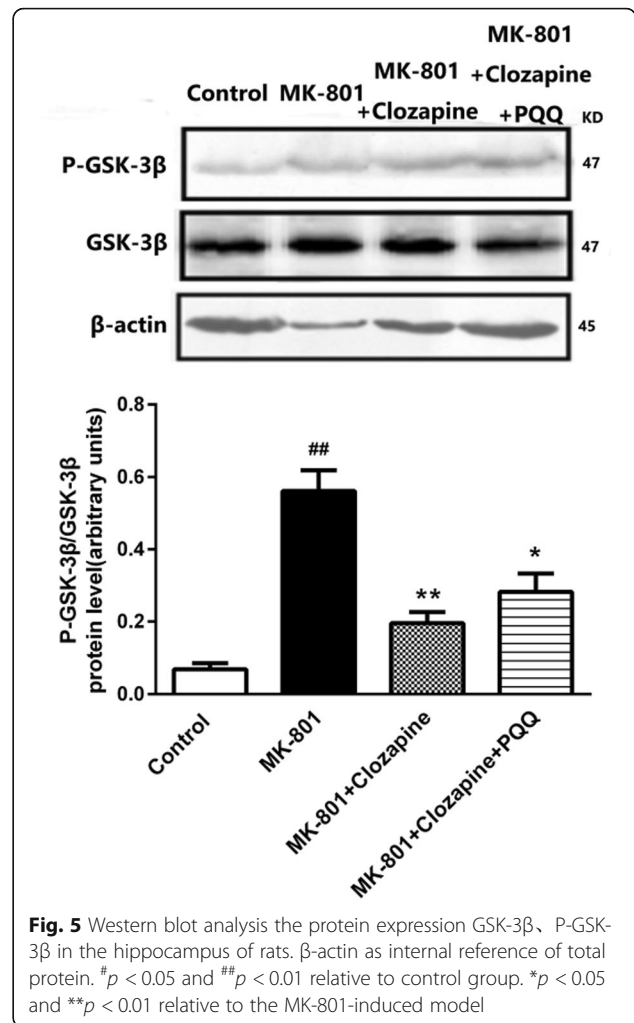 Control MK-801 MK-801 +Clozapine MK-801 +Clozapine +PQQ KD
P-GSK-3β 47
GSK-3β 47
β-actin 45
P-GSK-3β/GSK-3β
protein level(arbitrary units)
0.8
0.6
0.4
0.2
0.0
##
**
*
Control
MK-801
MK-801+Clozapine
MK-801+Clozapine+PQQ
Fig. 5 Western blot analysis the protein expression GSK-3β、P-GSK-
3β in the hippocampus of rats. β-actin as internal reference of total
protein. #p < 0.05 and ##p < 0.01 relative to control group. *p < 0.05
and **p < 0.01 relative to the MK-801-induced model